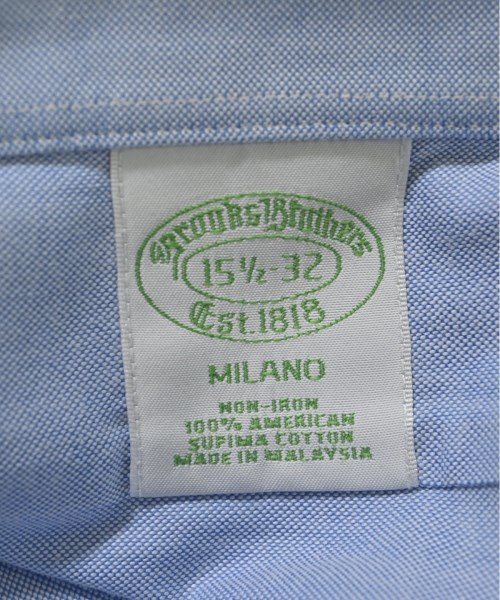 Brooks Brothers
15½-32
Est. 1818
MILANO
NON-IRON
100% AMERICAN
SUPIMA COTTON
MADE IN MALAYSIA